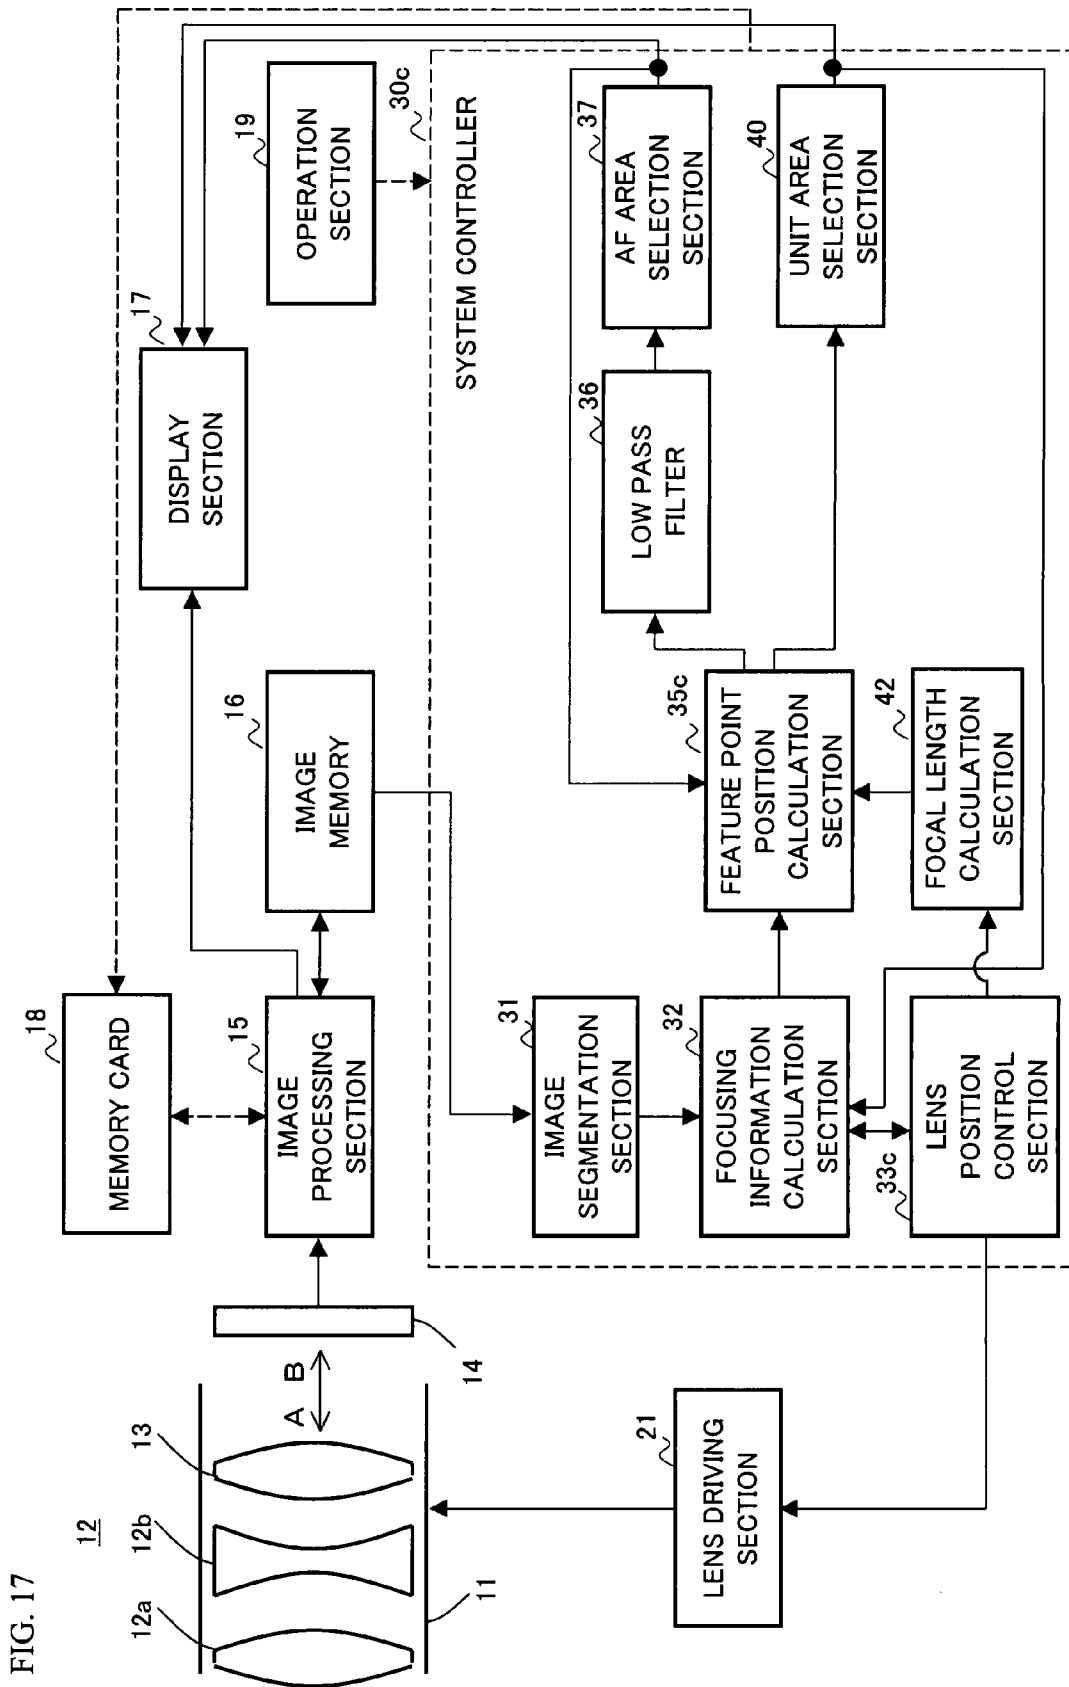 FIG. 17
12
12a
12b
13
A
B
11
14
18
MEMORY CARD
15
IMAGE
PROCESSING
SECTION
16
IMAGE
MEMORY
17
DISPLAY
SECTION
19
OPERATION
SECTION
30c
SYSTEM CONTROLLER
21
LENS DRIVING
SECTION
31
IMAGE
SEGMENTATION
SECTION
32
FOCUSING
INFORMATION
CALCULATION
SECTION
33c
LENS
POSITION
CONTROL
SECTION
35c
FEATURE POINT
POSITION
CALCULATION
SECTION
42
FOCAL LENGTH
CALCULATION
SECTION
36
LOW PASS
FILTER
37
AF AREA
SELECTION
SECTION
40
UNIT AREA
SELECTION
SECTION